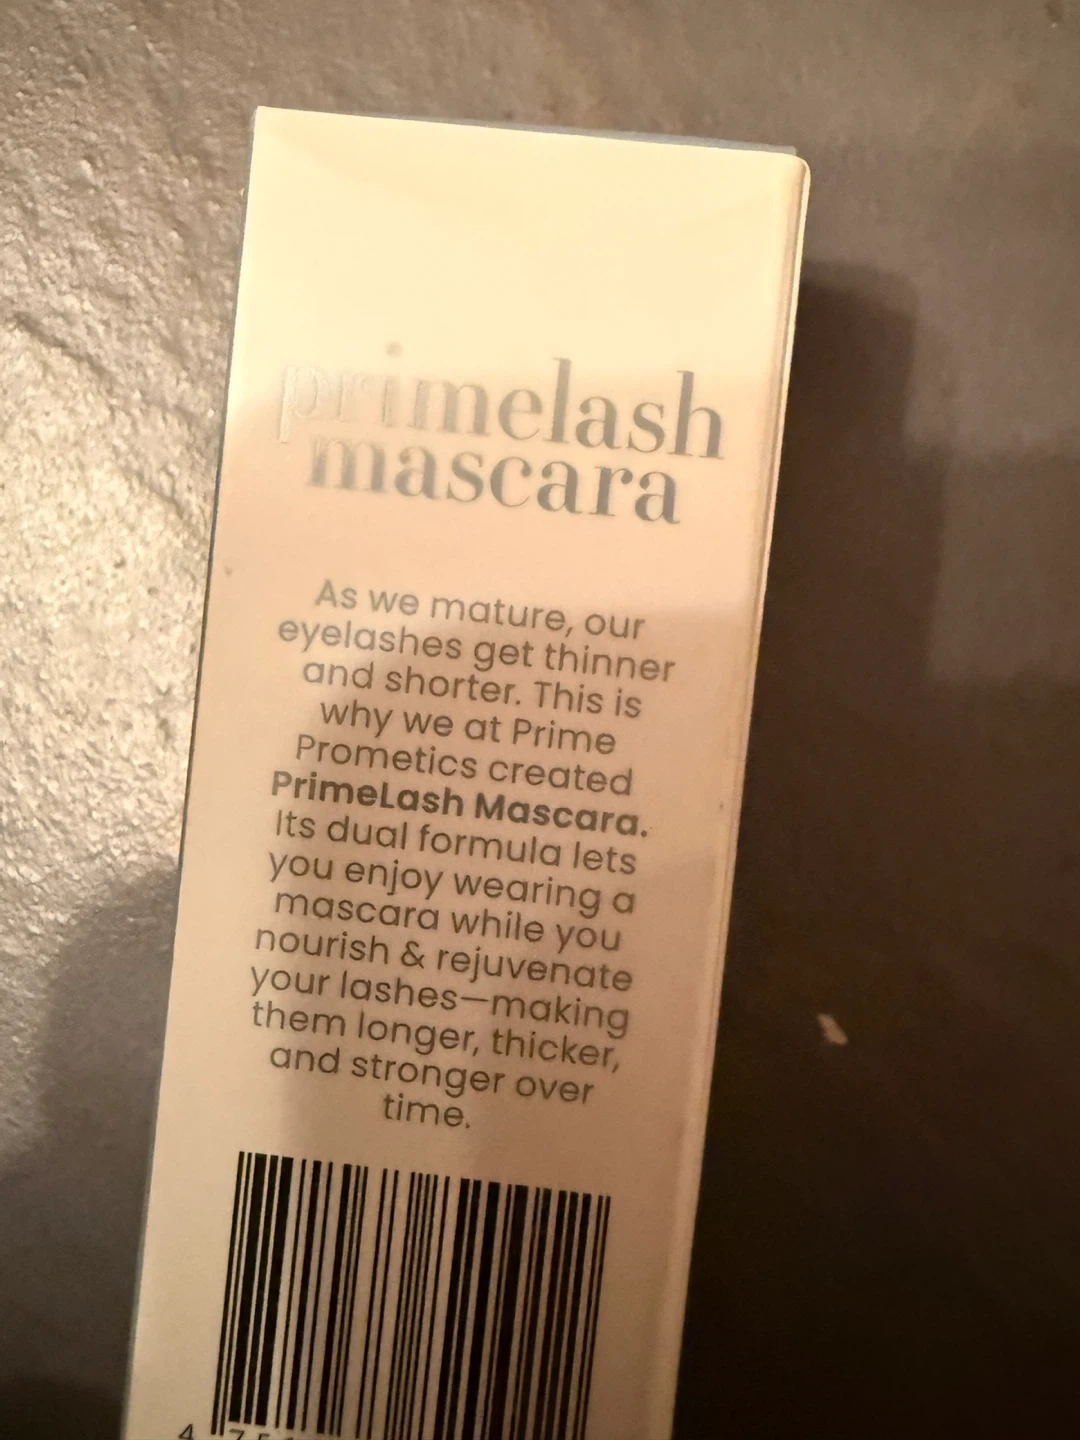 primelash
mascara
As we mature, our
eyelashes get thinner
and shorter. This is
why we at Prime
Prometics created
PrimeLash Mascara.
Its dual formula lets
you enjoy wearing a
mascara while you
nourish & rejuvenate
your lashes—making
them longer, thicker,
and stronger over
time.
4